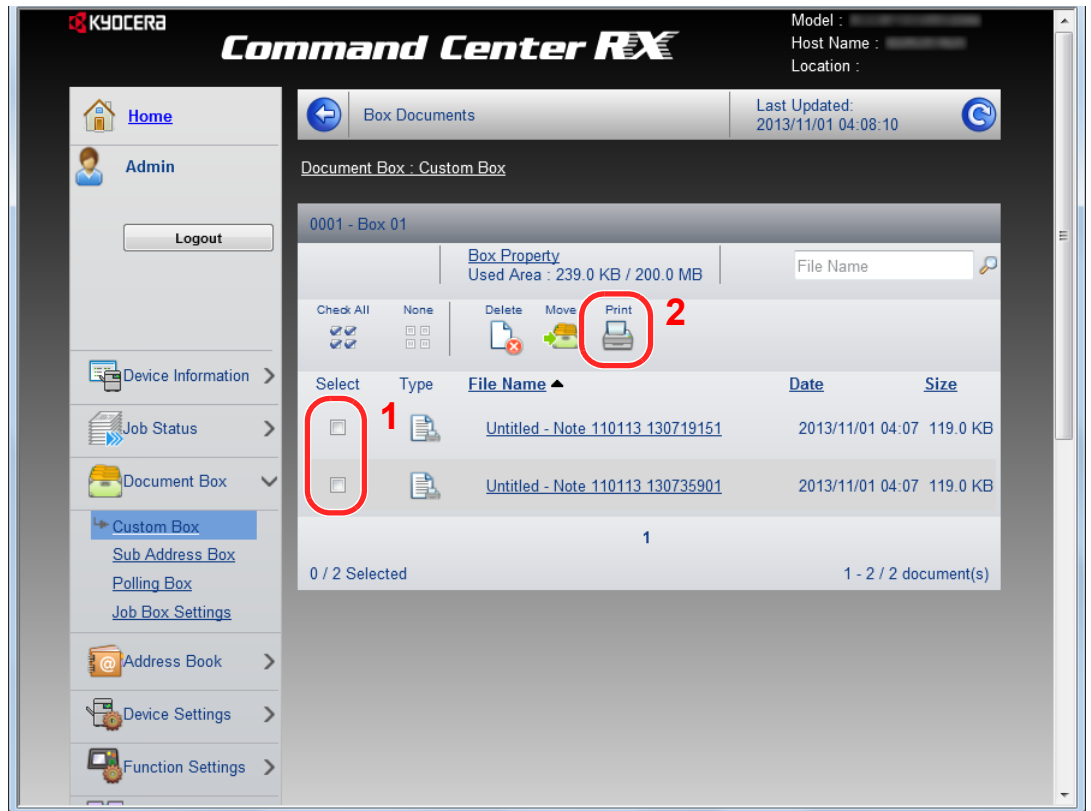 KYOCERA
Command Center RX
Model :
Host Name :
Location :
Home
Admin
Logout
Device Information
Job Status
Document Box
Custom Box
Sub Address Box
Polling Box
Job Box Settings
Address Book
Device Settings
Function Settings
Box Documents
Last Updated:
2013/11/01 04:08:10
Document Box : Custom Box
0001 - Box 01
Box Property
Used Area : 239.0 KB / 200.0 MB
File Name
Check All None Delete Move Print 2
Select Type File Name Date Size
1 Untitled - Note 110113 130719151 2013/11/01 04:07 119.0 KB
Untitled - Note 110113 130735901 2013/11/01 04:07 119.0 KB
1
0 / 2 Selected 1 - 2 / 2 document(s)